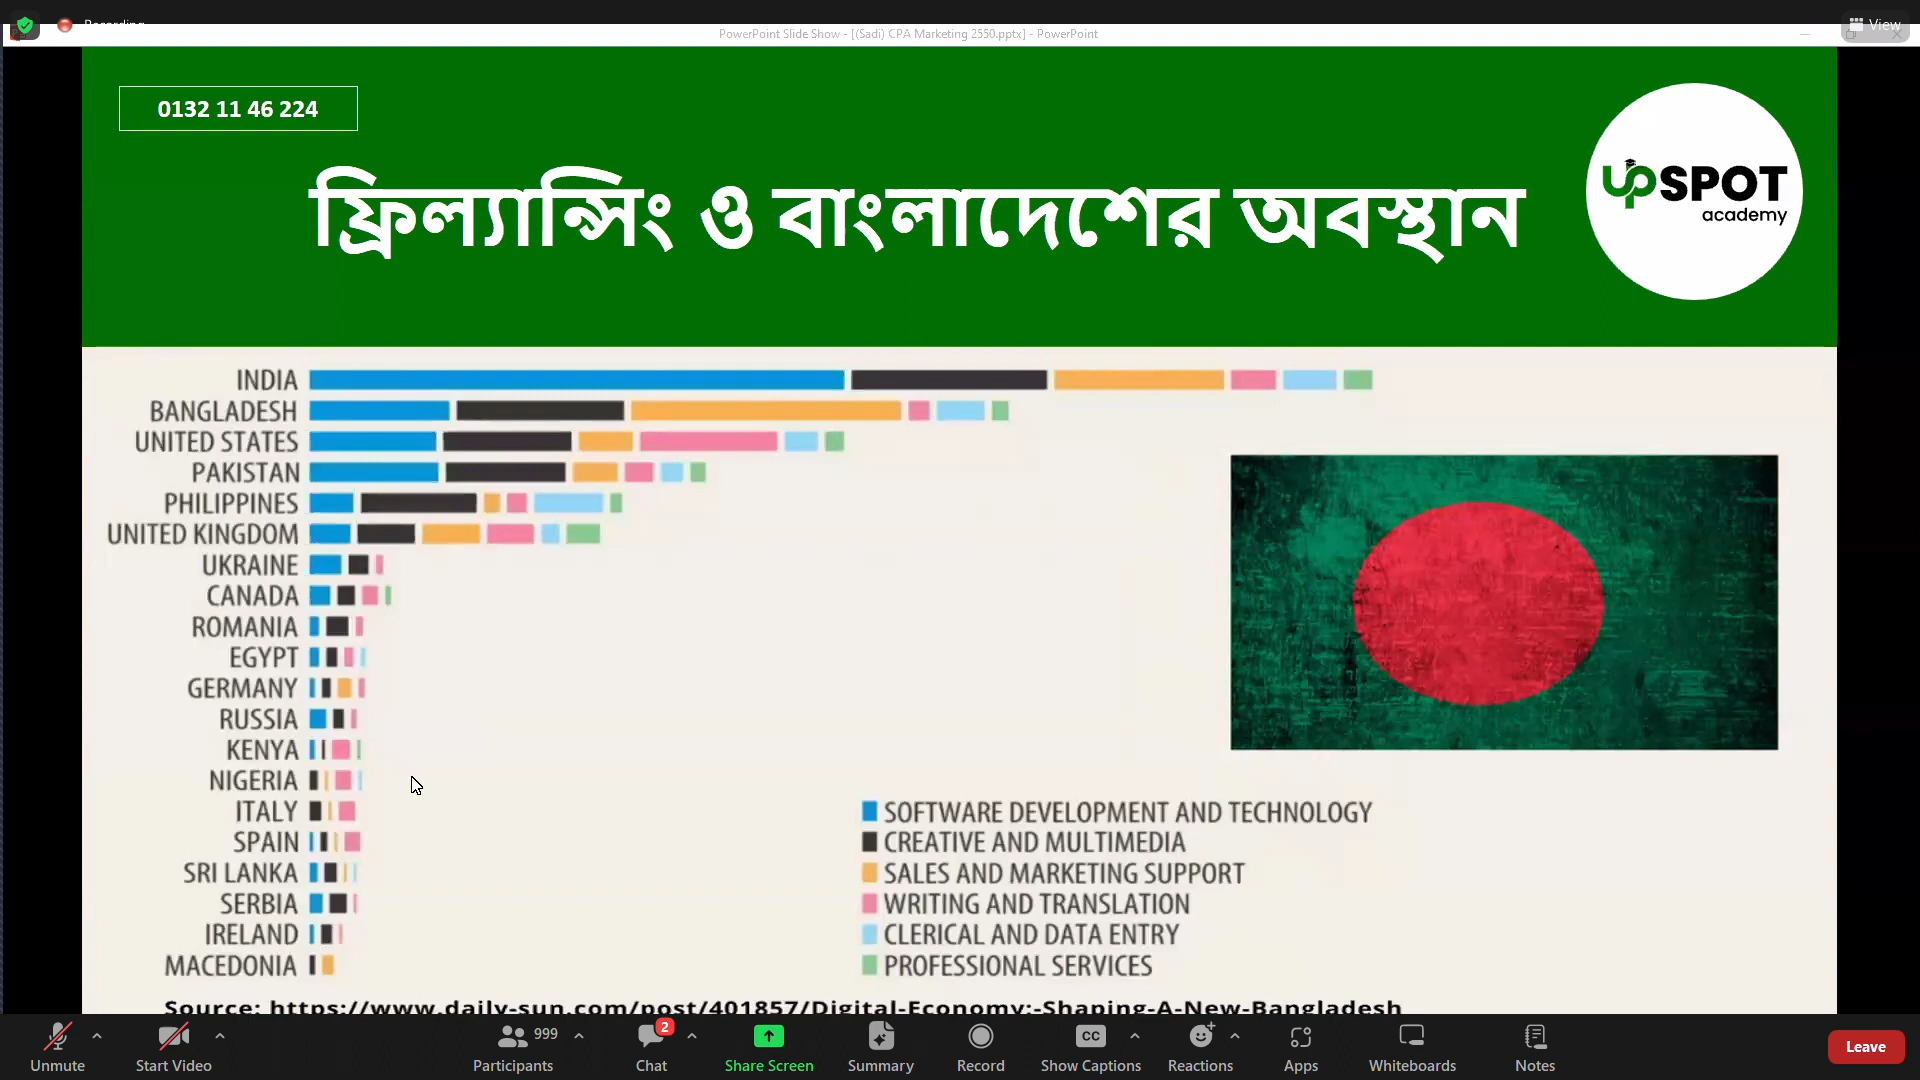 Recording
PowerPoint Slide Show - [(Sadi) CPA Marketing 2550.pptx] - PowerPoint
View
0132 11 46 224
upSPOT
academy
ফ্রিল্যান্সিং ও বাংলাদেশের অবস্থান
INDIA
BANGLADESH
UNITED STATES
PAKISTAN
PHILIPPINES
UNITED KINGDOM
UKRAINE
CANADA
ROMANIA
EGYPT
GERMANY
RUSSIA
KENYA
NIGERIA
ITALY
SPAIN
SRI LANKA
SERBIA
IRELAND
MACEDONIA
SOFTWARE DEVELOPMENT AND TECHNOLOGY
CREATIVE AND MULTIMEDIA
SALES AND MARKETING SUPPORT
WRITING AND TRANSLATION
CLERICAL AND DATA ENTRY
PROFESSIONAL SERVICES
Source: https://www.daily-sun.com/post/401857/Digital-Economy:-Shaping-A-New-Bangladesh
Unmute
Start Video
999
Participants
2
Chat
Share Screen
Summary
Record
CC
Show Captions
Reactions
Apps
Whiteboards
Notes
Leave